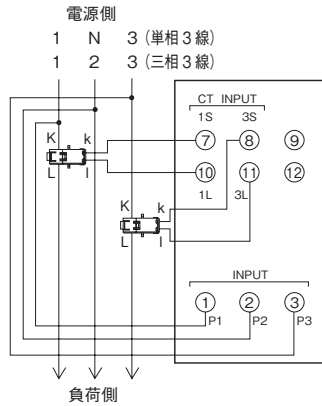 電源側
1 N 3 (単相3線)
1 2 3 (三相3線)
CT INPUT
1S 3S
K k
7 8 9
L l
10 11 12
1L 3L
K k
L l
INPUT
1 2 3
P1 P2 P3
負荷側